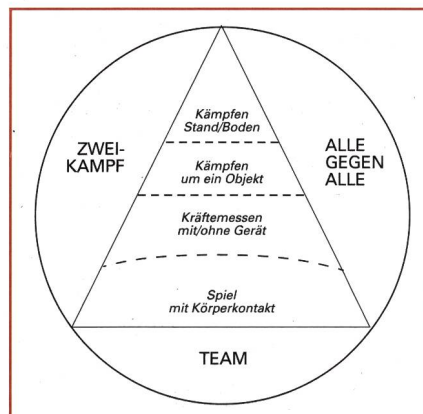 Kämpfen
Stand/Boden
ZWEI-
KAMPF
ALLE
GEGEN
ALLE
Kämpfen
um ein Objekt
Kräftemessen
mit/ohne Gerät
Spiel
mit Körperkontakt
TEAM